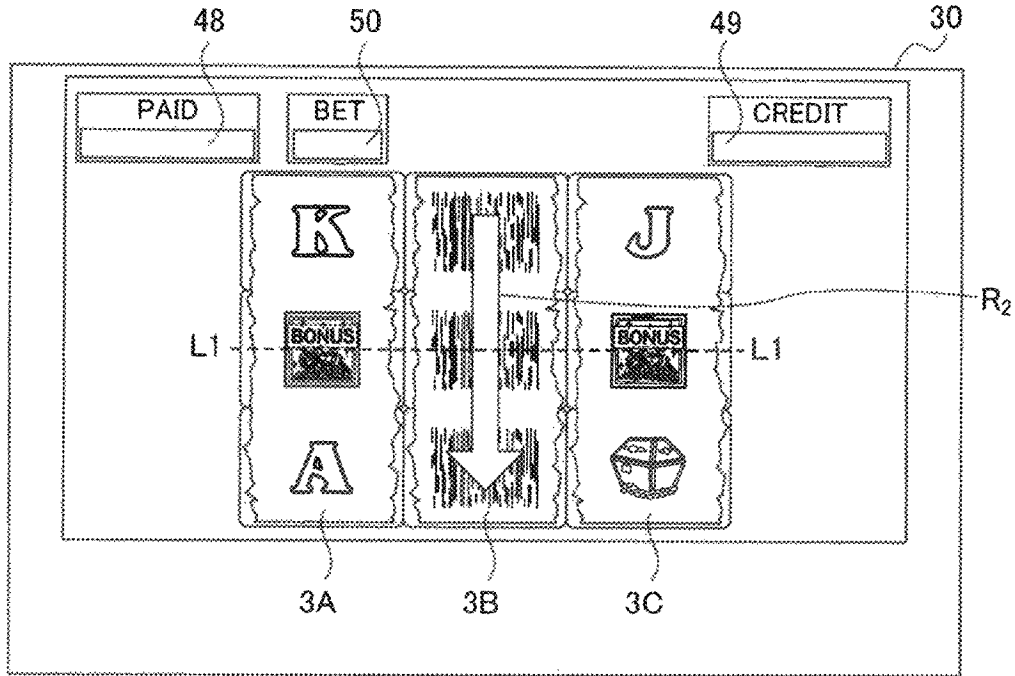 48 50 49 30
PAID BET CREDIT
K J
R₂
L1 BONUS BONUS L1
A
3A 3B 3C